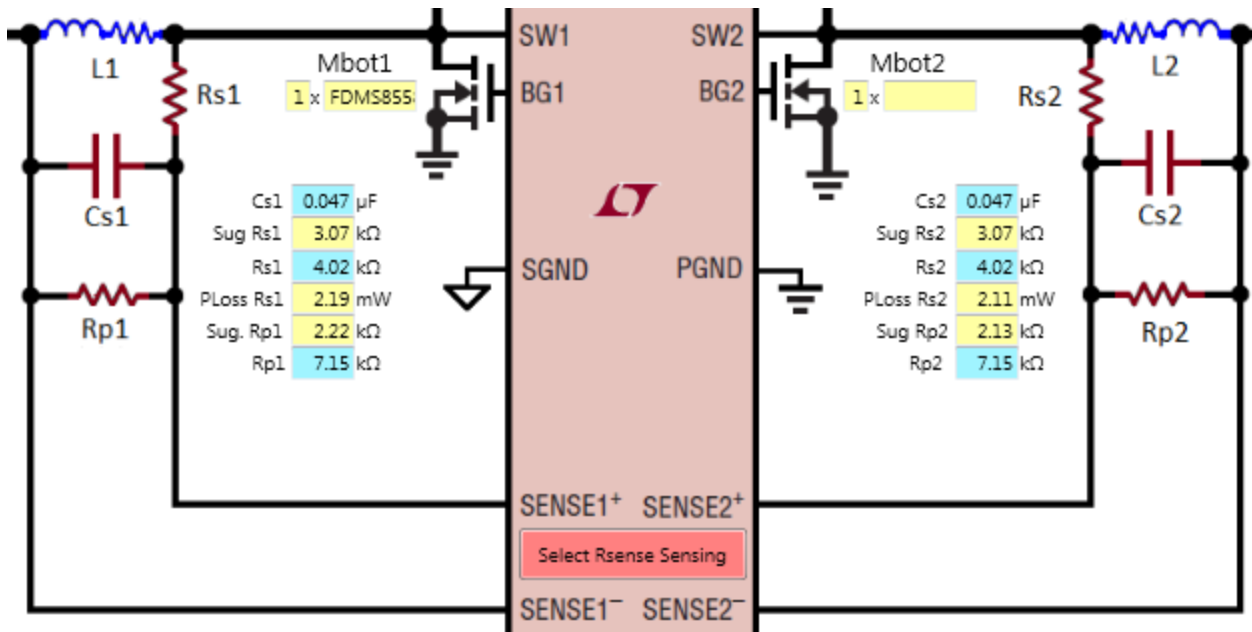 SW1 SW2
L1 Mbot1 Mbot2 L2
Rs1 1 x FDMS855 BG1 BG2 1 x Rs2
Cs1 Cs1 0.047 µF Cs2 0.047 µF Cs2
Sug Rs1 3.07 kΩ Sug Rs2 3.07 kΩ
Rs1 4.02 kΩ SGND PGND Rs2 4.02 kΩ
PLoss Rs1 2.19 mW PLoss Rs2 2.11 mW
Rp1 Sug. Rp1 2.22 kΩ Sug Rp2 2.13 kΩ Rp2
Rp1 7.15 kΩ Rp2 7.15 kΩ
SENSE1⁺ SENSE2⁺
Select Rsense Sensing
SENSE1⁻ SENSE2⁻